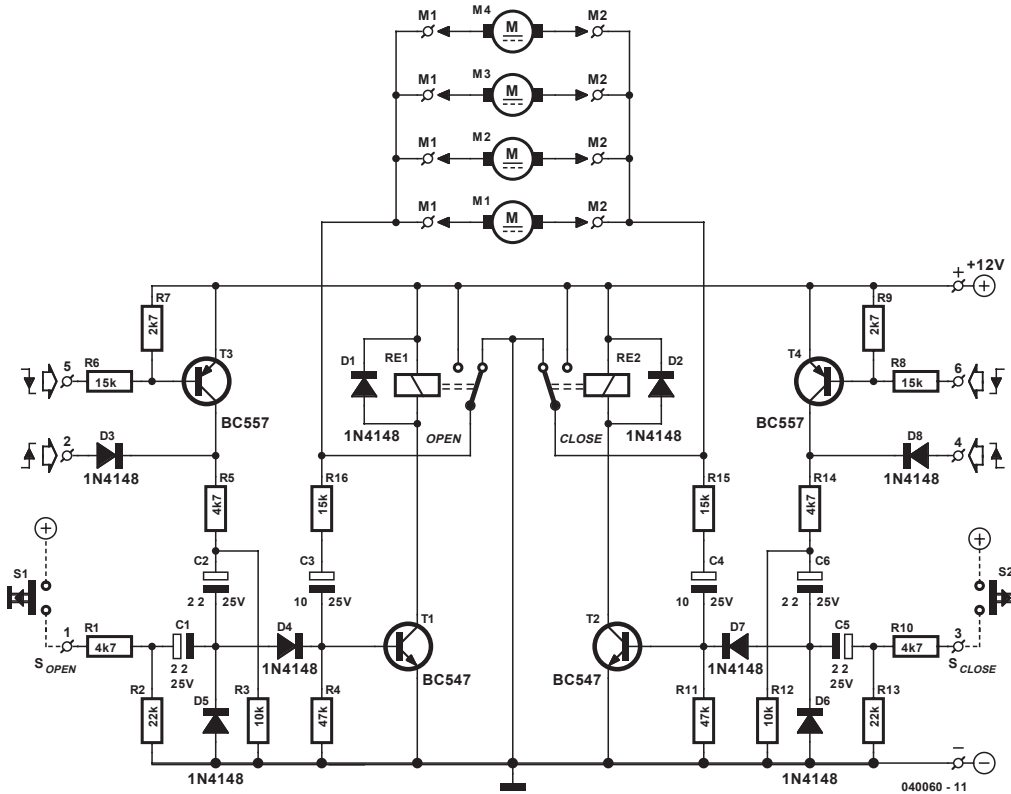 M1 M4 M M2
M1 M3 M M2
M1 M2 M M2
M1 M1 M M2
+ +12V
R7 2k7
R9 2k7
T3
T4
5 R6 15k
R8 15k 6
BC557
BC557
D1 RE1
RE2 D2
1N4148 OPEN
CLOSE 1N4148
2 D3 1N4148
D8 4 1N4148
R5 4k7
R16 15k
R15 15k
R14 4k7
C2 22 25V
C3 10 25V
C4 10 25V
C6 22 25V
S1
S2
1 R1 4k7
S OPEN
C1 22 25V
D4 1N4148
T1 BC547
T2 BC547
D7 1N4148
C5 22 25V
R10 4k7 3
S CLOSE
R2 22k
D5 1N4148
R3 10k
R4 47k
R11 47k
R12 10k
D6 1N4148
R13 22k
040060 - 11